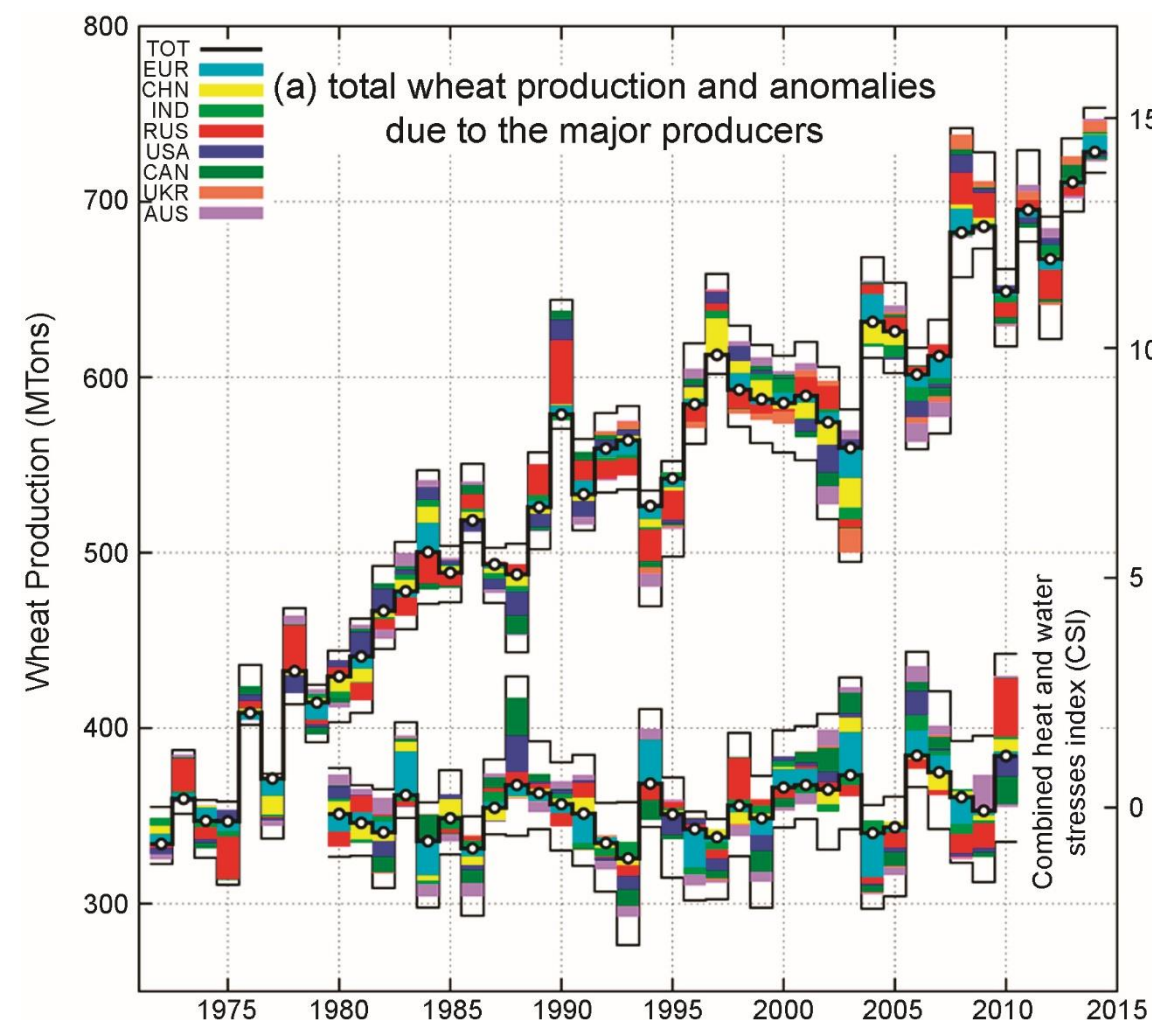 800
700
600
500
400
300
Wheat Production (MTons)
TOT
EUR
CHN
IND
RUS
USA
CAN
UKR
AUS
(a) total wheat production and anomalies
due to the major producers
15
10
5
0
Combined heat and water
stresses index (CSI)
1975
1980
1985
1990
1995
2000
2005
2010
2015